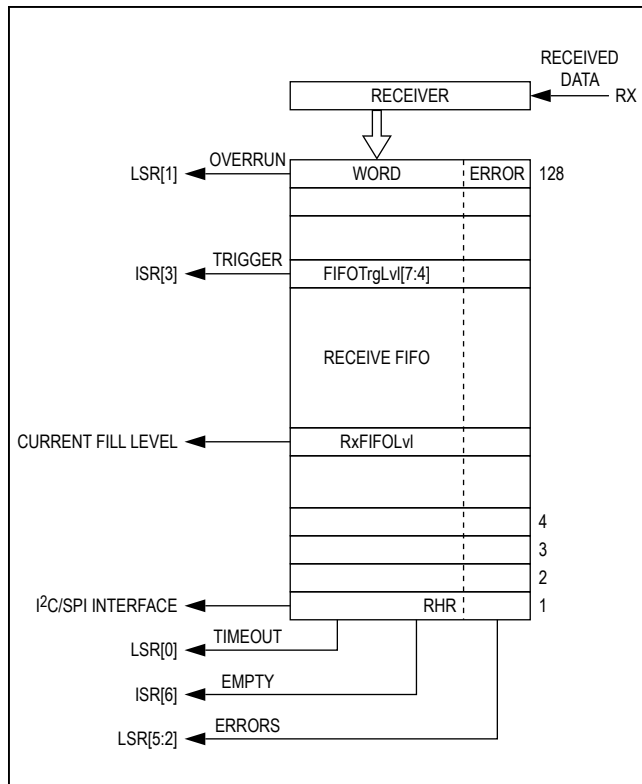 RECEIVED
DATA
RECEIVER
RX
OVERRUN
LSR[1]
WORD
ERROR
128
TRIGGER
ISR[3]
FIFOTrgLvl[7:4]
RECEIVE FIFO
CURRENT FILL LEVEL
RxFIFOLvl
4
3
2
I2C/SPI INTERFACE
RHR
1
TIMEOUT
LSR[0]
EMPTY
ISR[6]
ERRORS
LSR[5:2]